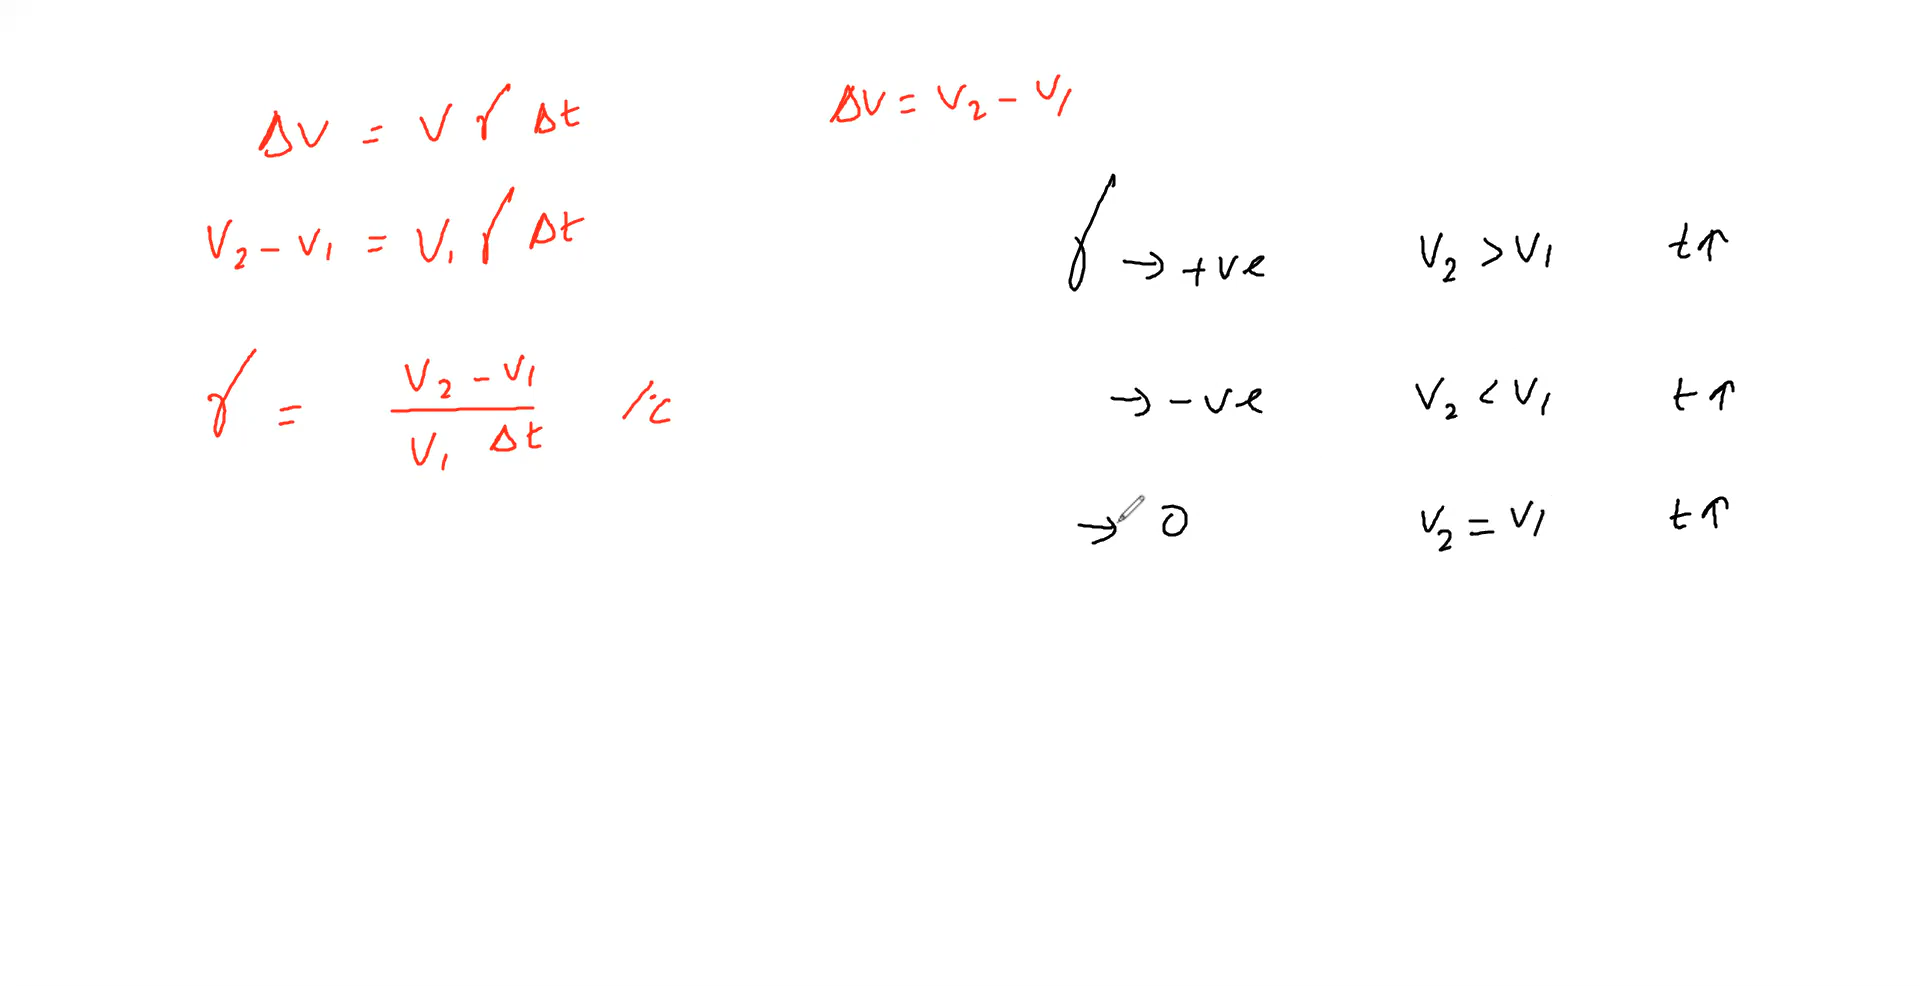 ΔV = V γ Δt
ΔV = V₂ - V₁
V₂ - V₁ = V₁ γ Δt
γ = (V₂ - V₁) / (V₁ Δt) /°C
γ → +ve V₂ > V₁ t↑
→ -ve V₂ < V₁ t↑
→ 0 V₂ = V₁ t↑